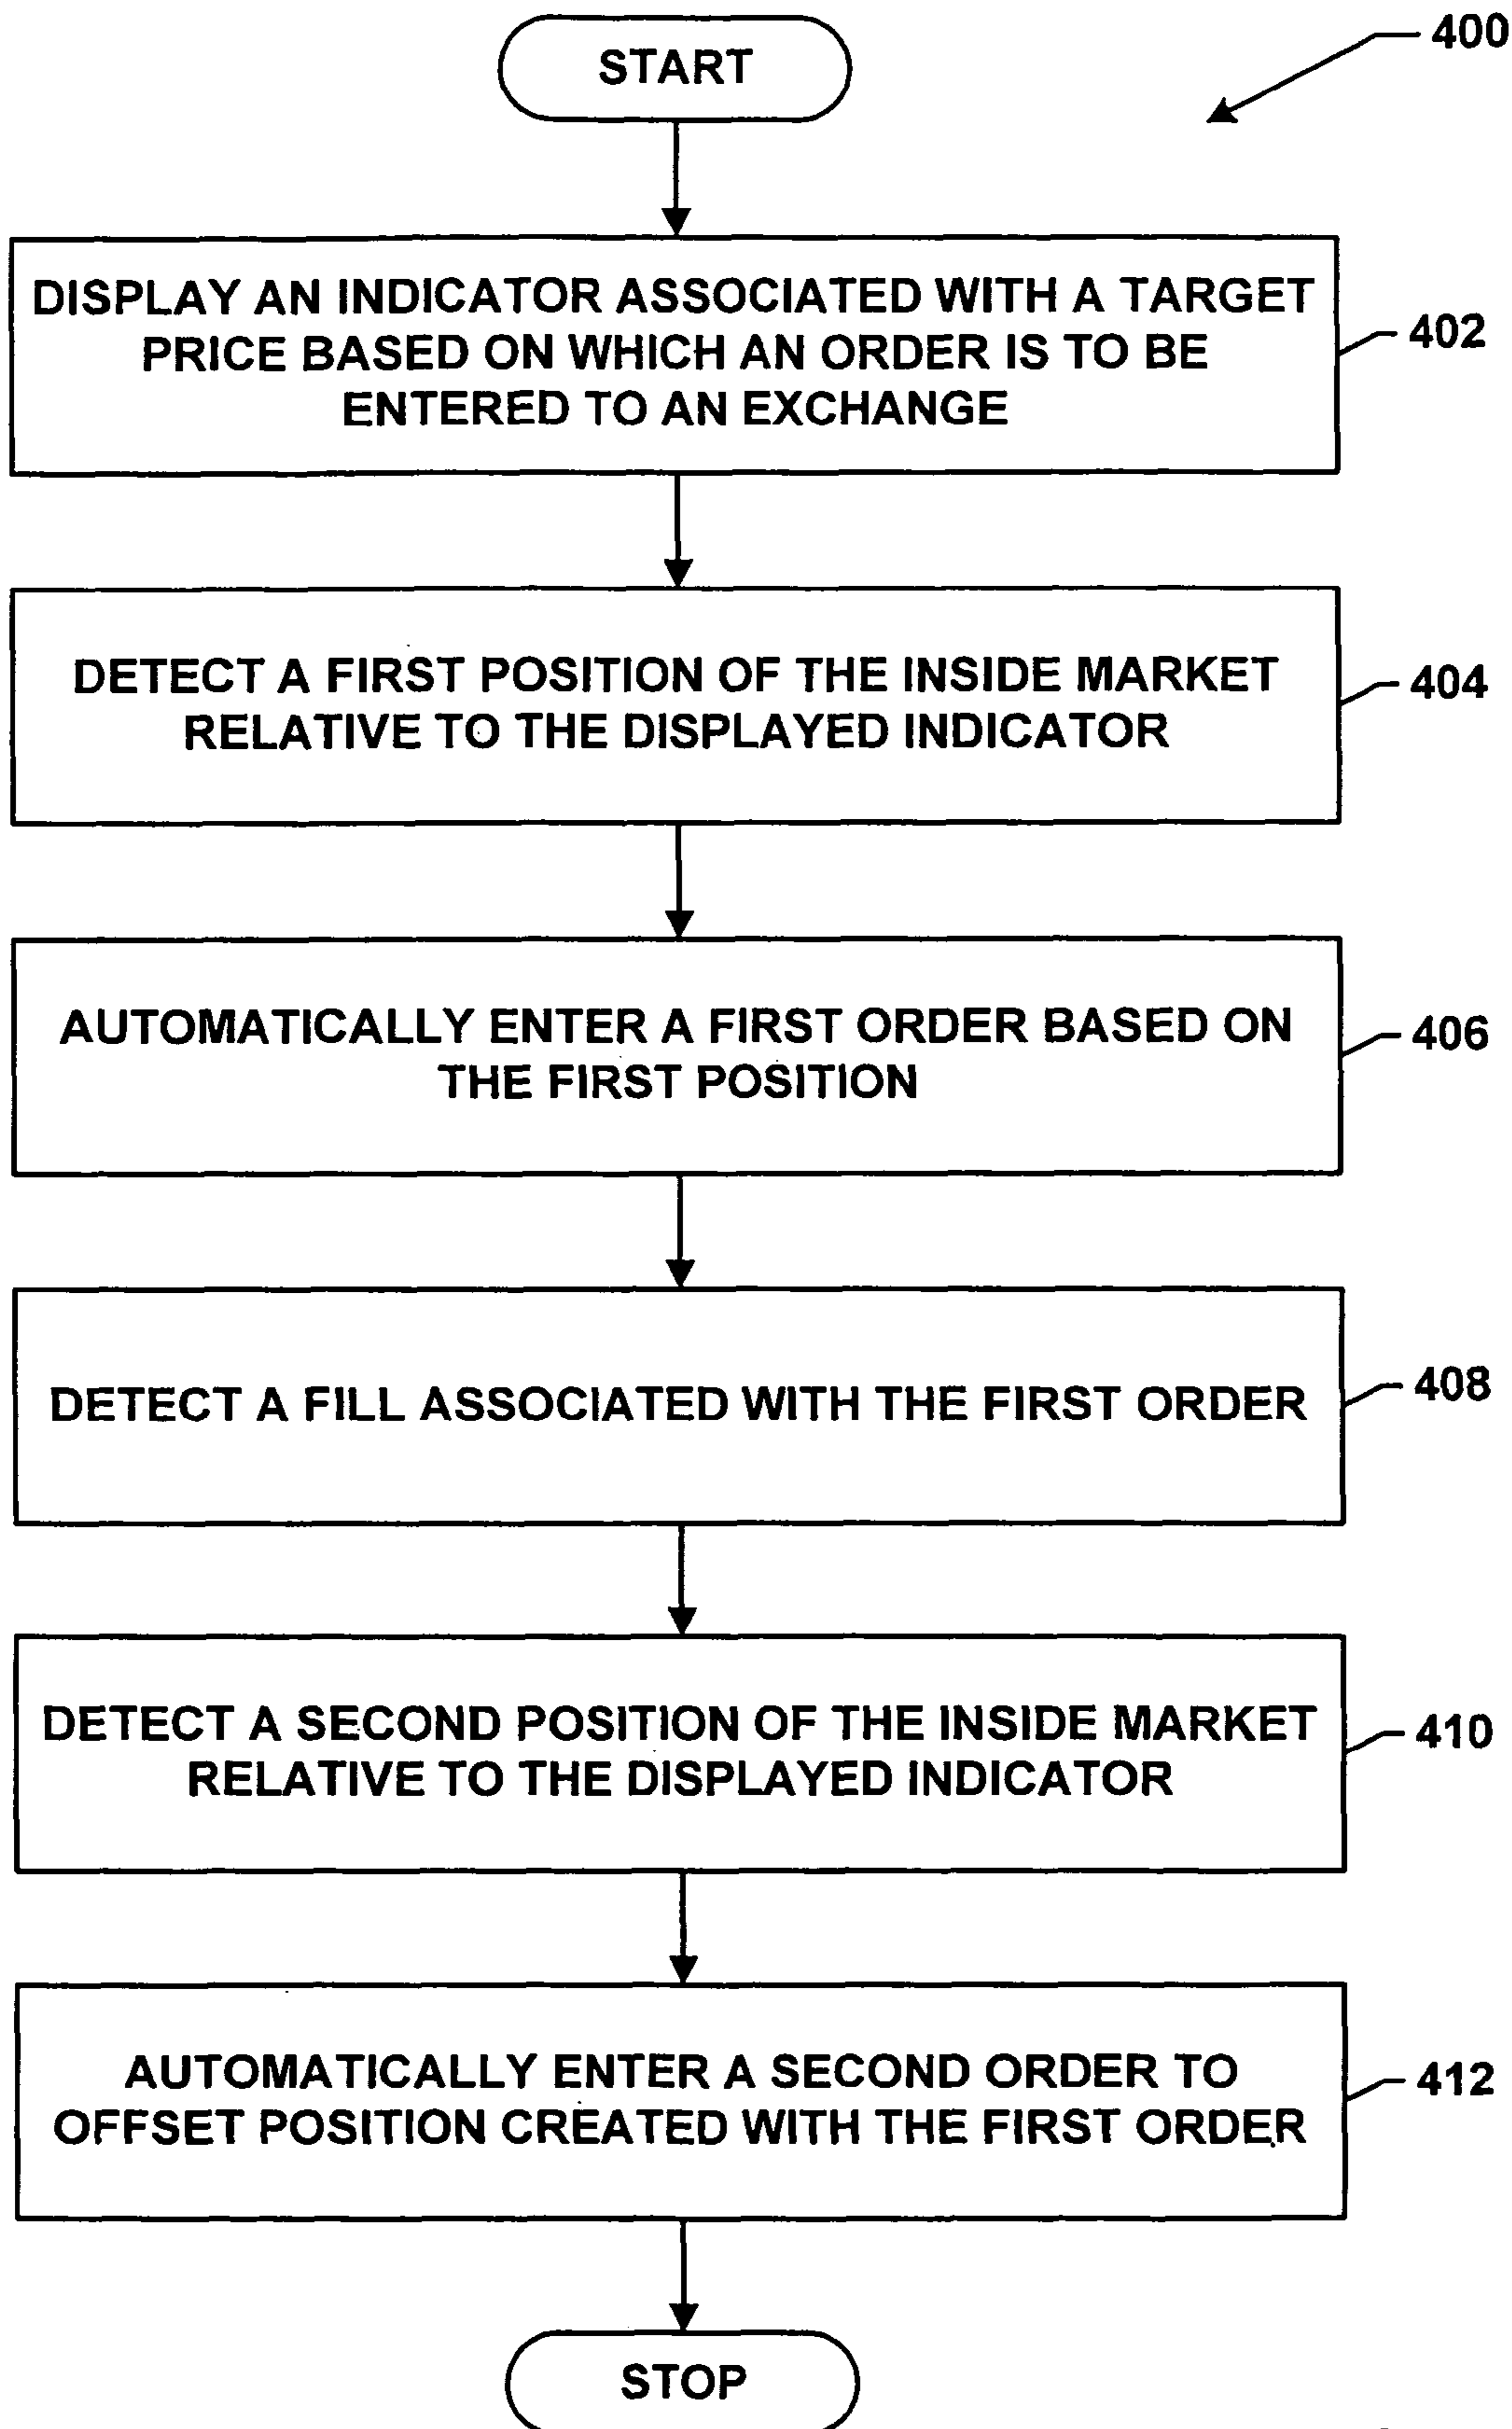 START
400
DISPLAY AN INDICATOR ASSOCIATED WITH A TARGET
PRICE BASED ON WHICH AN ORDER IS TO BE
ENTERED TO AN EXCHANGE
402
DETECT A FIRST POSITION OF THE INSIDE MARKET
RELATIVE TO THE DISPLAYED INDICATOR
404
AUTOMATICALLY ENTER A FIRST ORDER BASED ON
THE FIRST POSITION
406
DETECT A FILL ASSOCIATED WITH THE FIRST ORDER
408
DETECT A SECOND POSITION OF THE INSIDE MARKET
RELATIVE TO THE DISPLAYED INDICATOR
410
AUTOMATICALLY ENTER A SECOND ORDER TO
OFFSET POSITION CREATED WITH THE FIRST ORDER
412
STOP